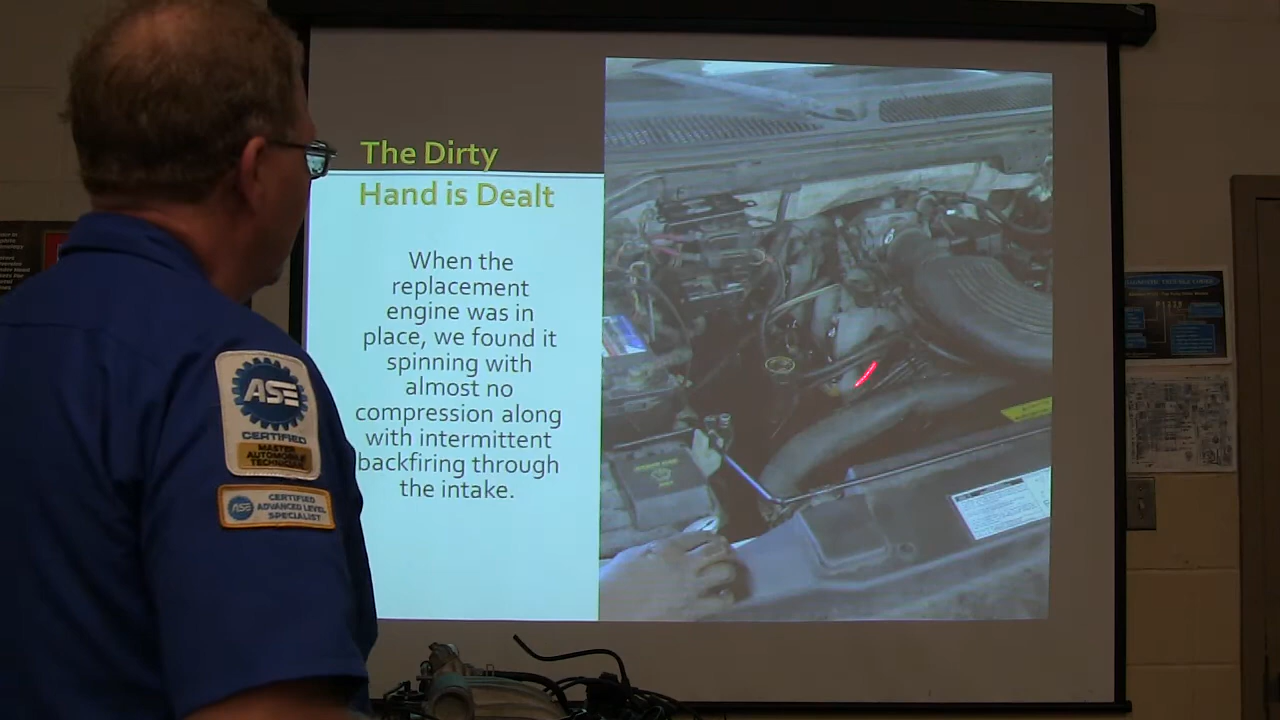 The Dirty
Hand is Dealt
When the
replacement
engine was in
place, we found it
spinning with
almost no
compression along
with intermittent
backfiring through
the intake.
ASE
CERTIFIED
MASTER
AUTOMOBILE
TECHNICIAN
ASE
CERTIFIED
ADVANCED LEVEL
SPECIALIST